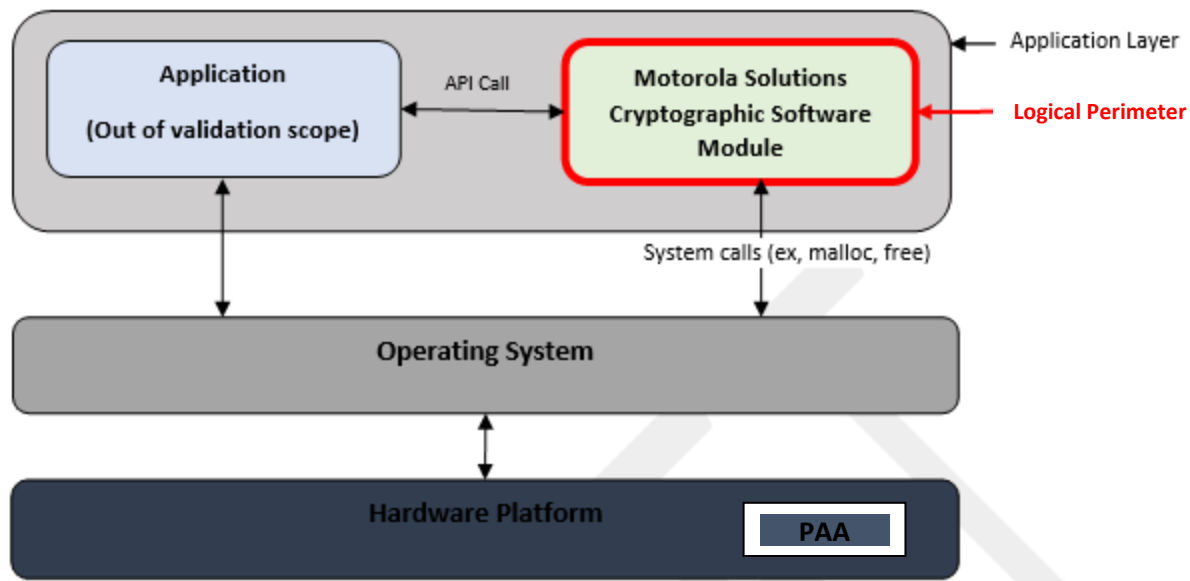 Application
(Out of validation scope)
API Call
Motorola Solutions
Cryptographic Software
Module
Application Layer
Logical Perimeter
System calls (ex, malloc, free)
Operating System
Hardware Platform
PAA